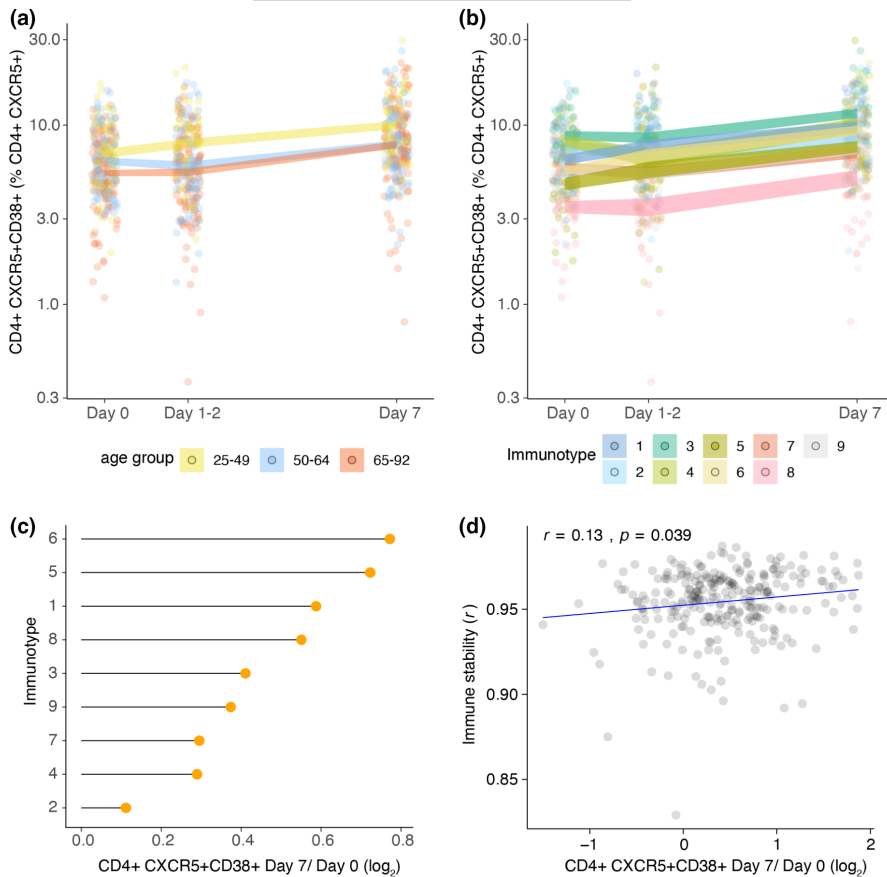 (a)
CD4+ CXCR5+CD38+ (% CD4+ CXCR5+)
30.0
10.0
3.0
1.0
0.3
Day 0
Day 1-2
Day 7
age group
25-49
50-64
65-92
(b)
CD4+ CXCR5+CD38+ (% CD4+ CXCR5+)
30.0
10.0
3.0
1.0
0.3
Day 0
Day 1-2
Day 7
Immunotype
1
3
5
7
9
2
4
6
8
(c)
Immunotype
6
5
1
8
3
9
7
4
2
0.0
0.2
0.4
0.6
0.8
CD4+ CXCR5+CD38+ Day 7/ Day 0 (log2)
(d)
r = 0.13 , p = 0.039
Immune stability (r)
0.95
0.90
0.85
−1
0
1
2
CD4+ CXCR5+CD38+ Day 7/ Day 0 (log2)